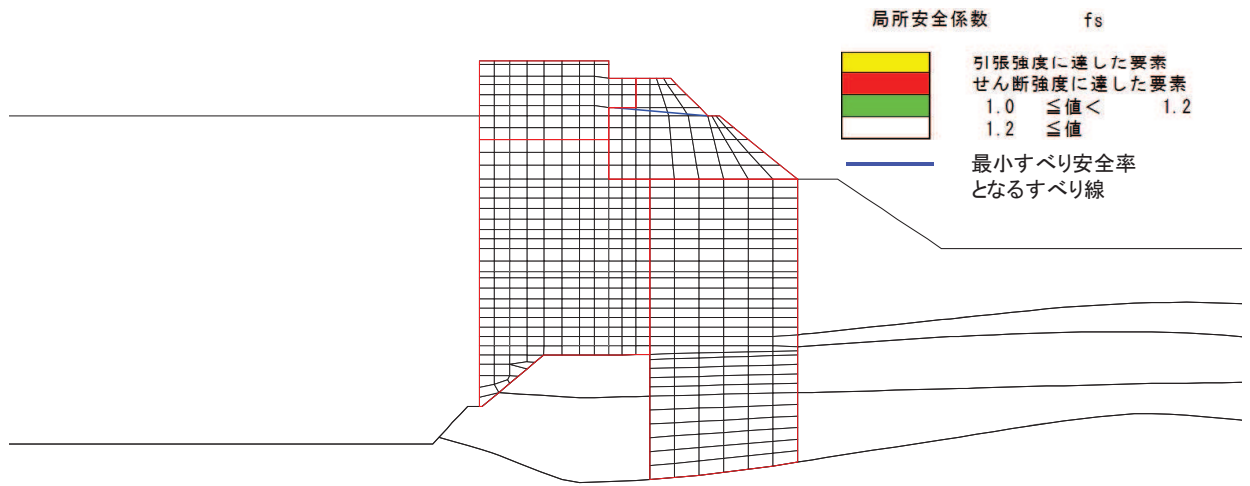 局所安全係数 fs
引張強度に達した要素
せん断強度に達した要素
1.0 ≦値< 1.2
1.2 ≦値
最小すべり安全率
となるすべり線